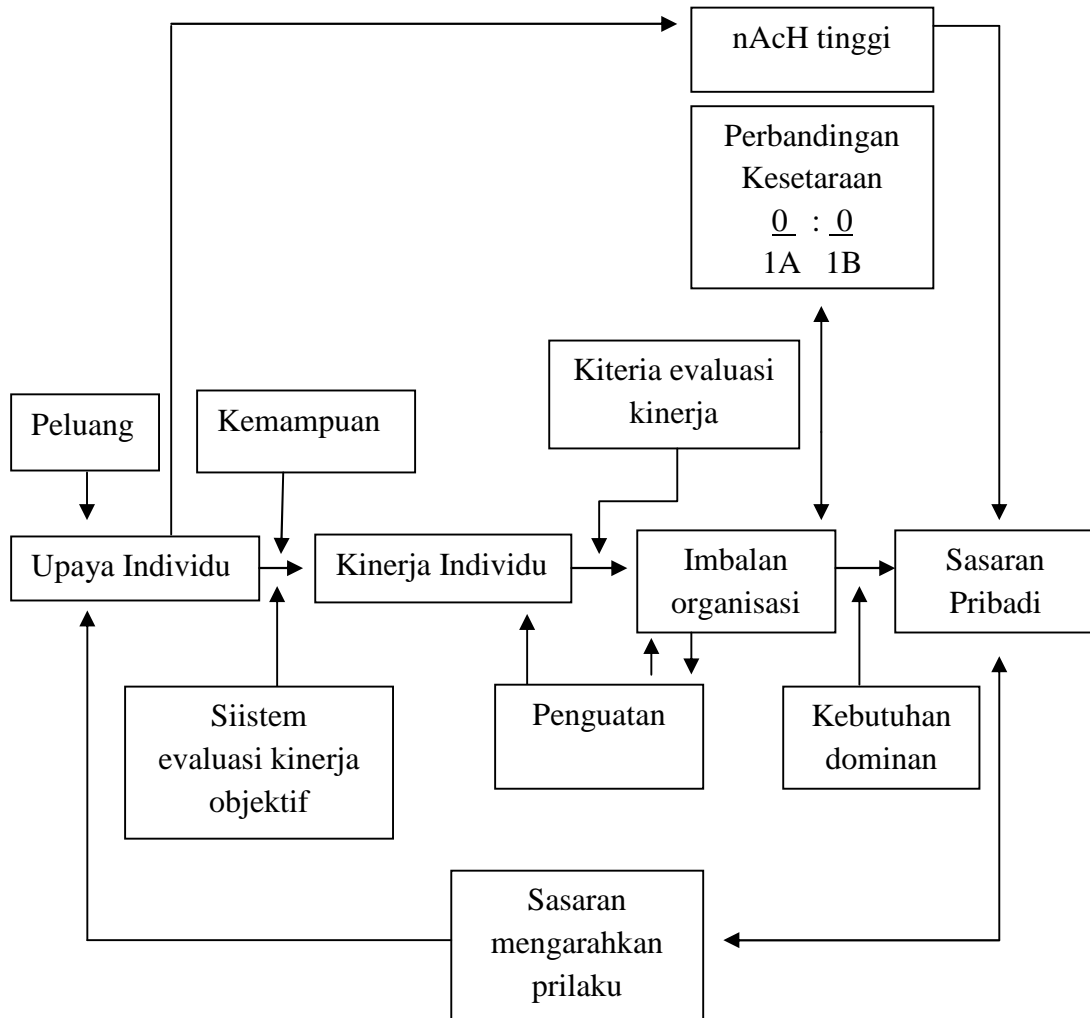 nAcH tinggi
Perbandingan
Kesetaraan
0 : 0
1A 1B
Kiteria evaluasi
kinerja
Peluang
Kemampuan
Upaya Individu
Kinerja Individu
Imbalan
organisasi
Sasaran
Pribadi
Siistem
evaluasi kinerja
objektif
Penguatan
Kebutuhan
dominan
Sasaran
mengarahkan
prilaku